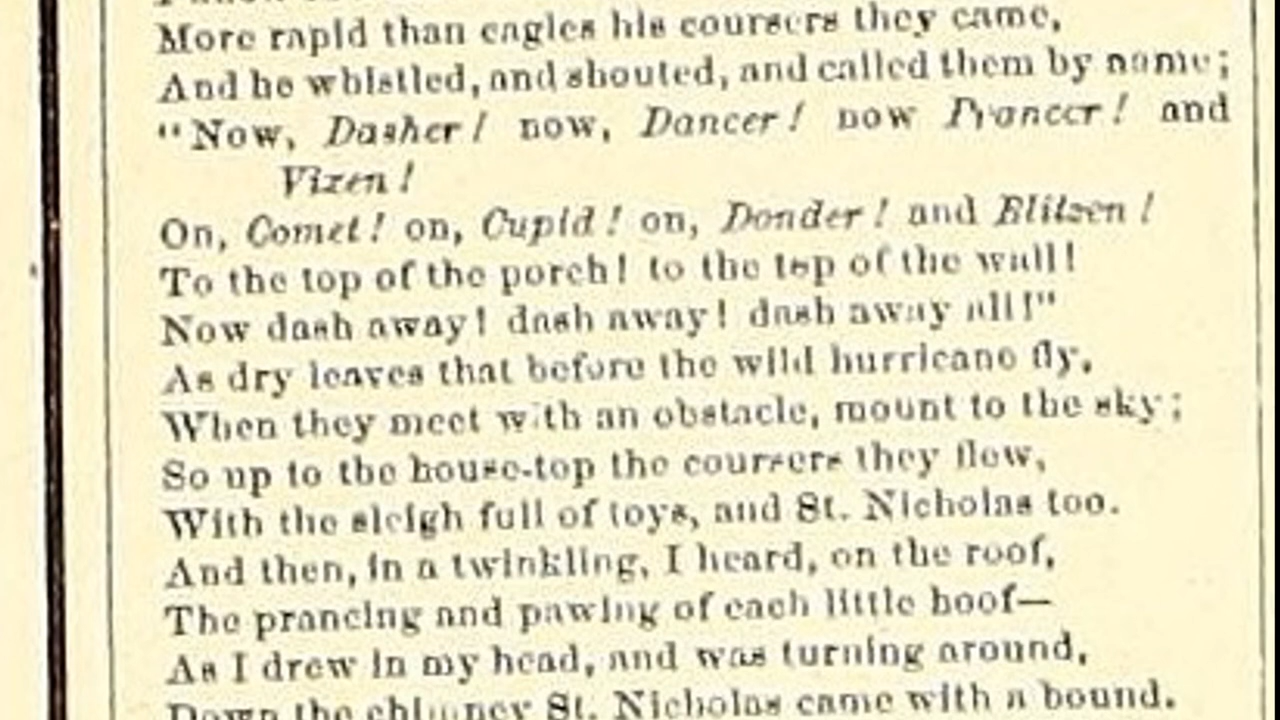 More rapid than eagles his coursers they came,
And he whistled, and shouted, and called them by name;
"Now, Dasher! now, Dancer! now Prancer! and
Vixen!
On, Comet! on, Cupid! on, Donder! and Blitzen!
To the top of the porch! to the top of the wall!
Now dash away! dash away! dash away all!"
As dry leaves that before the wild hurricane fly,
When they meet with an obstacle, mount to the sky;
So up to the house-top the coursers they flew,
With the sleigh full of toys, and St. Nicholas too.
And then, in a twinkling, I heard, on the roof,
The prancing and pawing of each little hoof—
As I drew in my head, and was turning around,
Down the chimney St. Nicholas came with a bound.